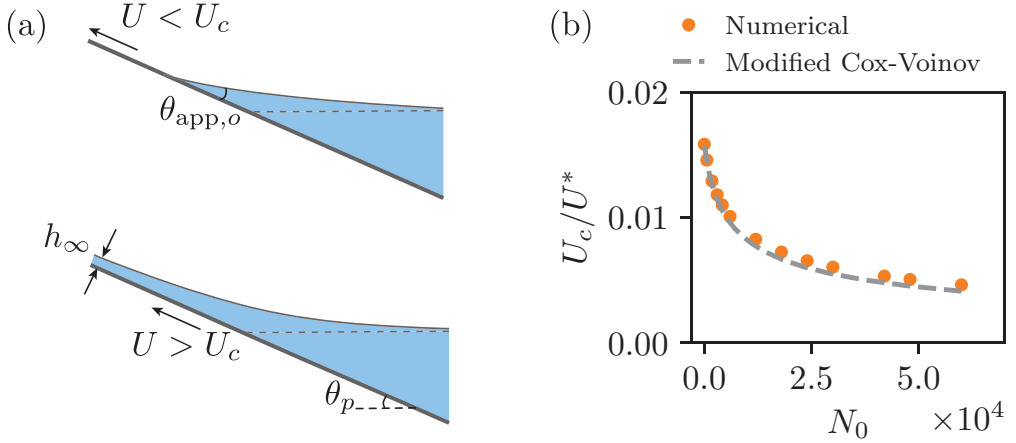 (a)
U < U_c
θ_app,o
h_∞
U > U_c
θ_p
(b)
Numerical
Modified Cox-Voinov
U_c/U*
0.02
0.01
0.00
0.0 2.5 5.0
N_0
×10^4